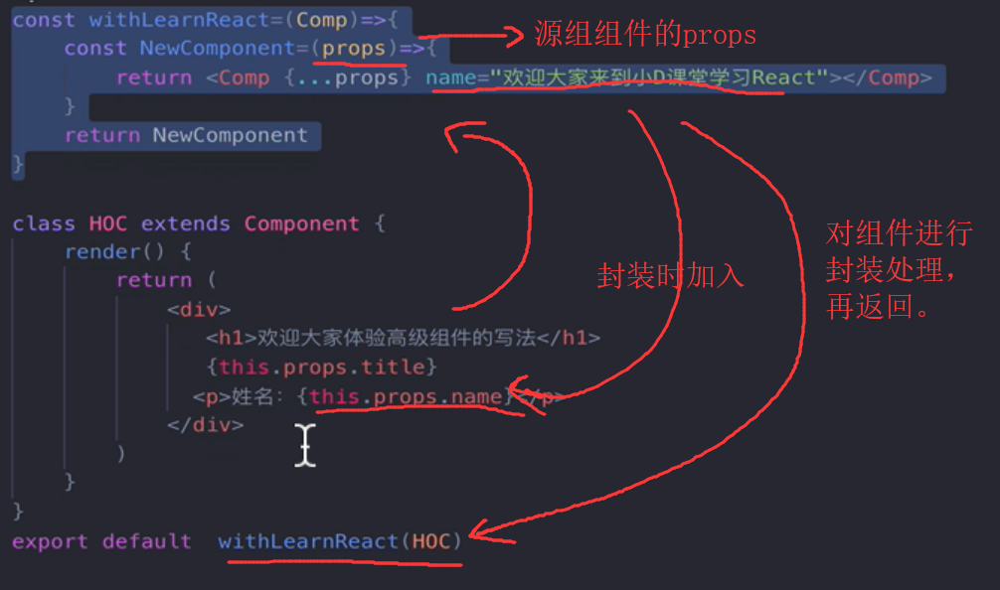 const withLearnReact=(Comp)=>{
const NewComponent=(props)=>{
源组组件的props
return <Comp {...props} name="欢迎大家来到小D课堂学习React"></Comp>
}
return NewComponent
}
class HOC extends Component {
render() {
return (
<div>
<h1>欢迎大家体验高级组件的写法</h1>
{this.props.title}
<p>姓名: {this.props.name}</p>
</div>
)
}
}
export default withLearnReact(HOC)
封装时加入
对组件进行
封装处理，
再返回。